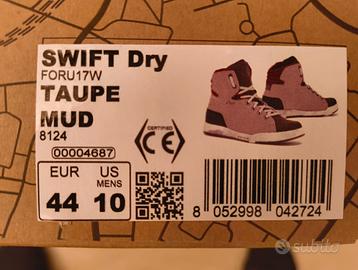 SWIFT Dry
FORU17W
TAUPE
MUD
8124
00004687
CERTIFIED
CE
EUR
44
US
MENS
10
8 052998 042724
subito